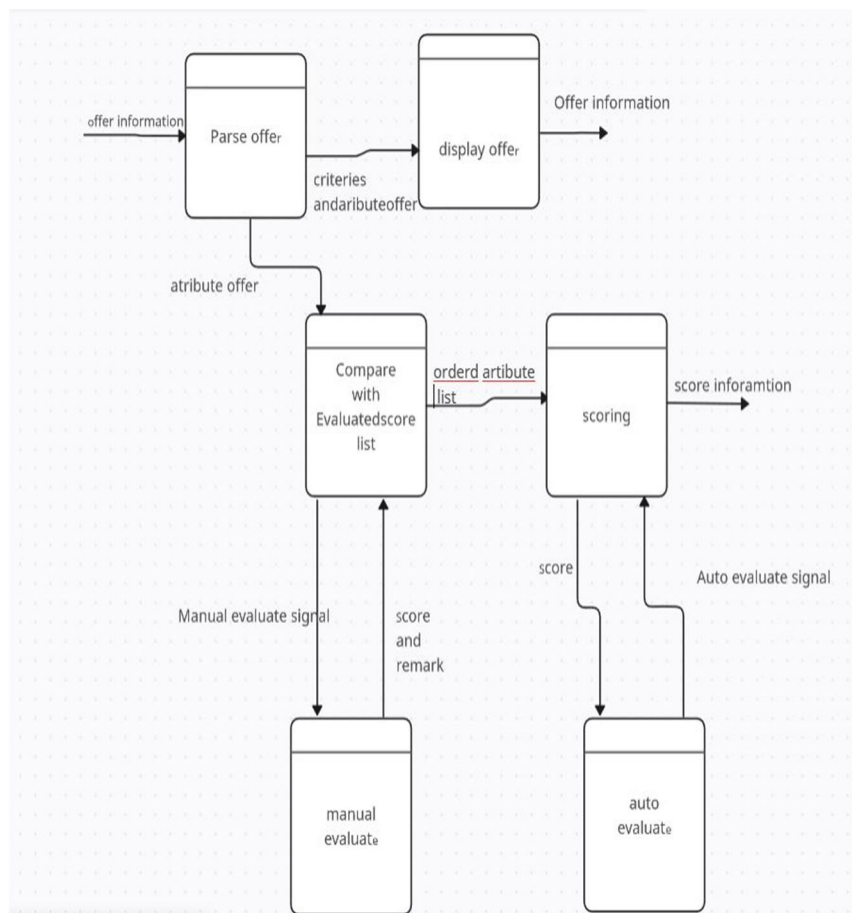 offer information
Parse offer
criteries
andaributeoffer
display offer
Offer information
atribute offer
Compare
with
Evaluatedscore
list
orderd artibute
list
scoring
score inforamtion
Manual evaluate signal
score
and
remark
score
Auto evaluate signal
manual
evaluate
auto
evaluate